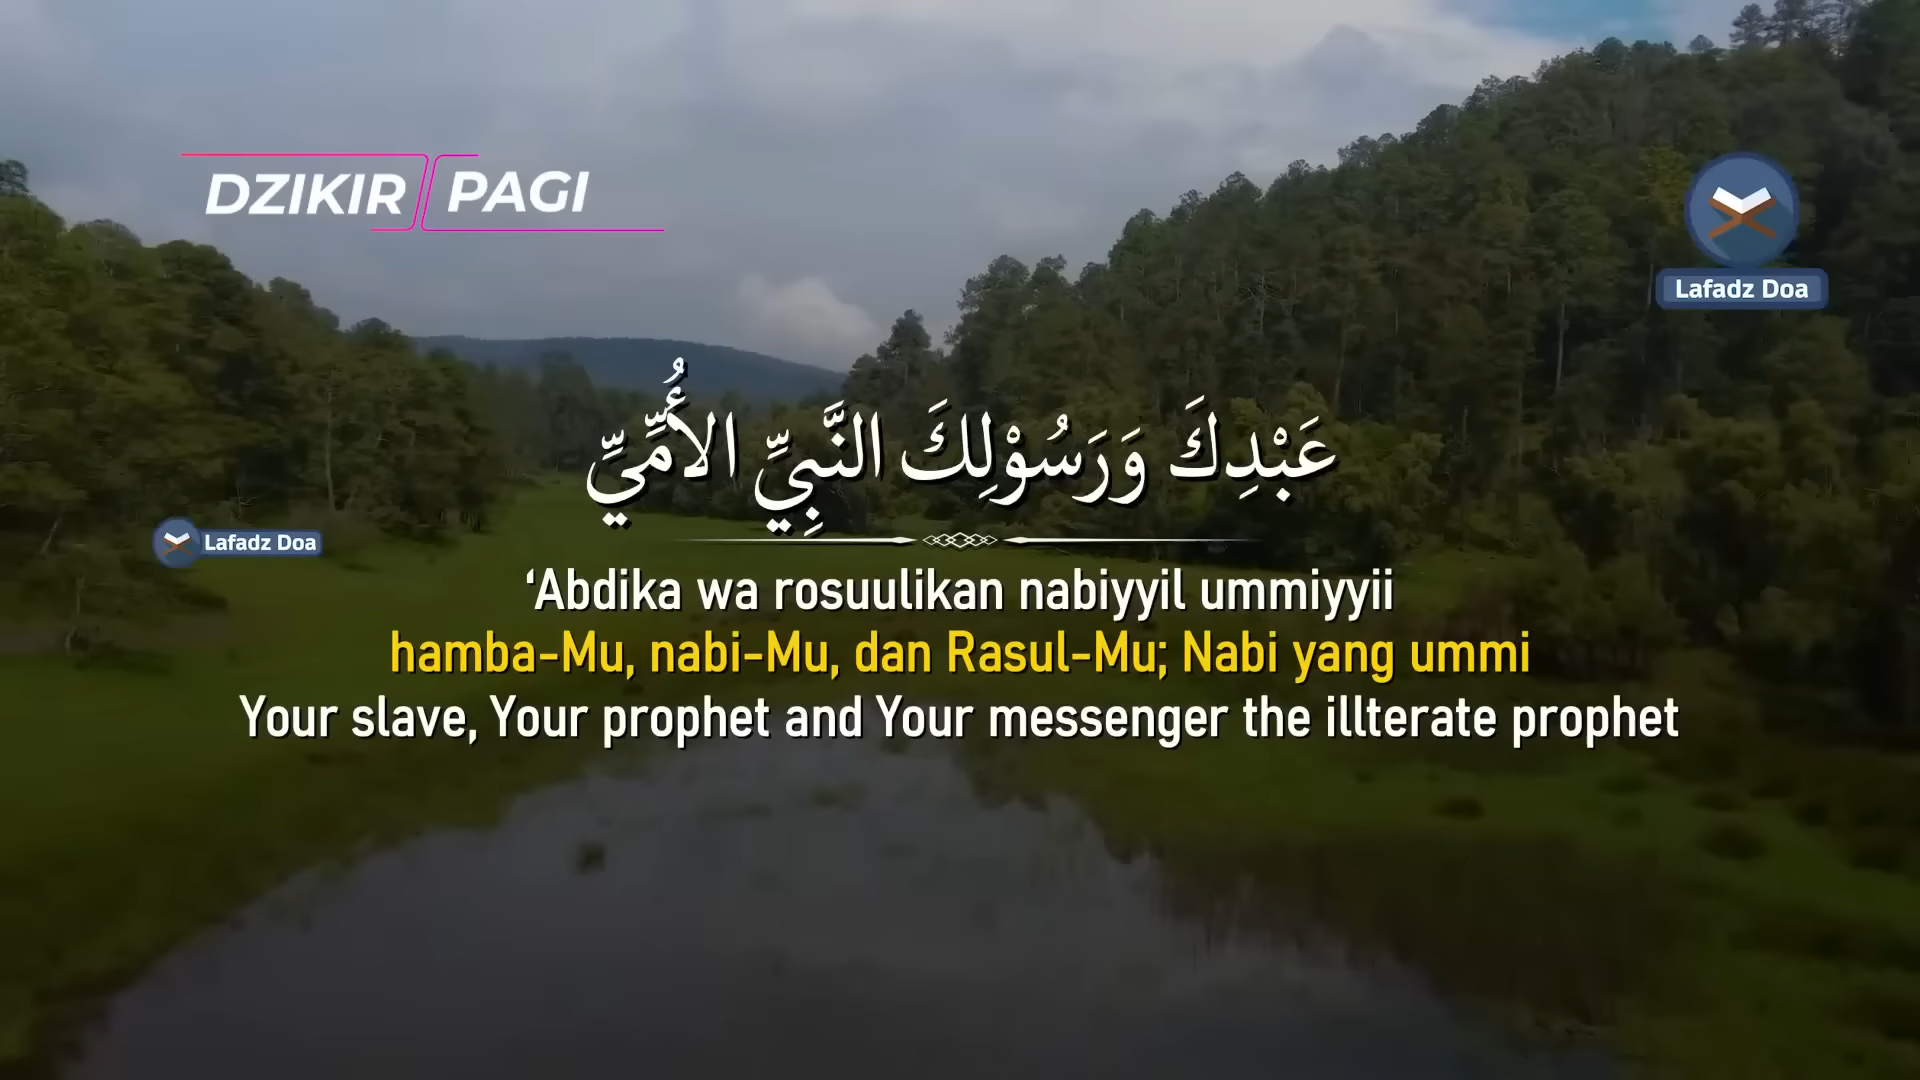 DZIKIR PAGI
Lafadz Doa
عَبْدِكَ وَرَسُوْلِكَ النَّبِيِّ الأُمِّيِّ
Lafadz Doa
‘Abdika wa rosuulikan nabiyyil ummiyyii
hamba-Mu, nabi-Mu, dan Rasul-Mu; Nabi yang ummi
Your slave, Your prophet and Your messenger the illterate prophet